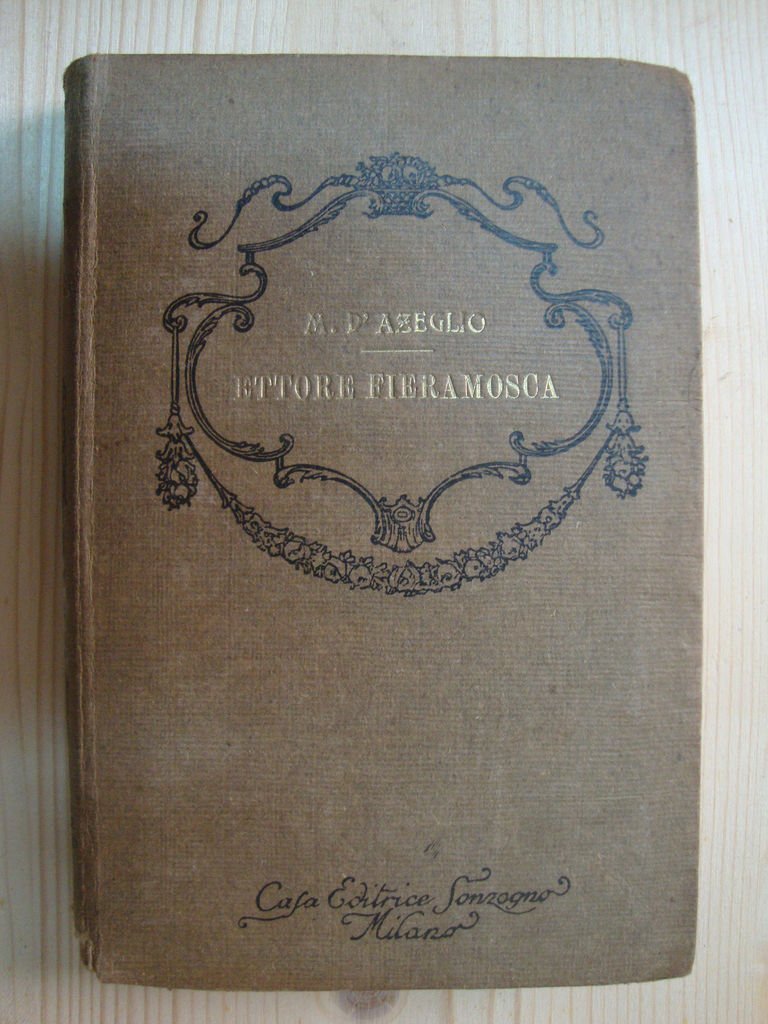 M. D'AZEGLIO
ETTORE FIERAMOSCA
Casa Editrice Sonzogno
Milano